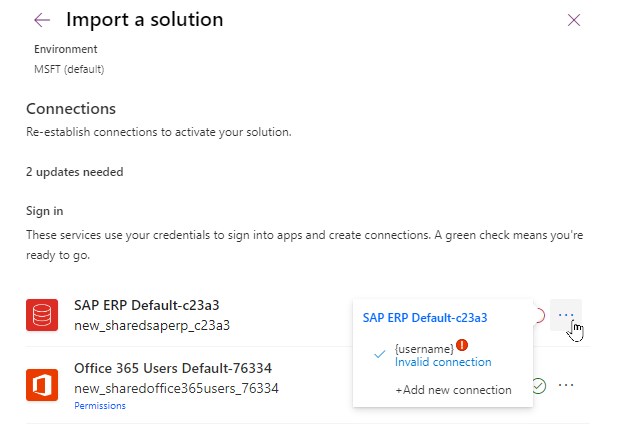 Import a solution
Environment
MSFT (default)
Connections
Re-establish connections to activate your solution.
2 updates needed
Sign in
These services use your credentials to sign into apps and create connections. A green check means you're
ready to go.
SAP ERP Default-c23a3
new_sharedsaperp_c23a3
SAP ERP Default-c23a3
{username}
Invalid connection
+Add new connection
Office 365 Users Default-76334
new_sharedoffice365users_76334
Permissions